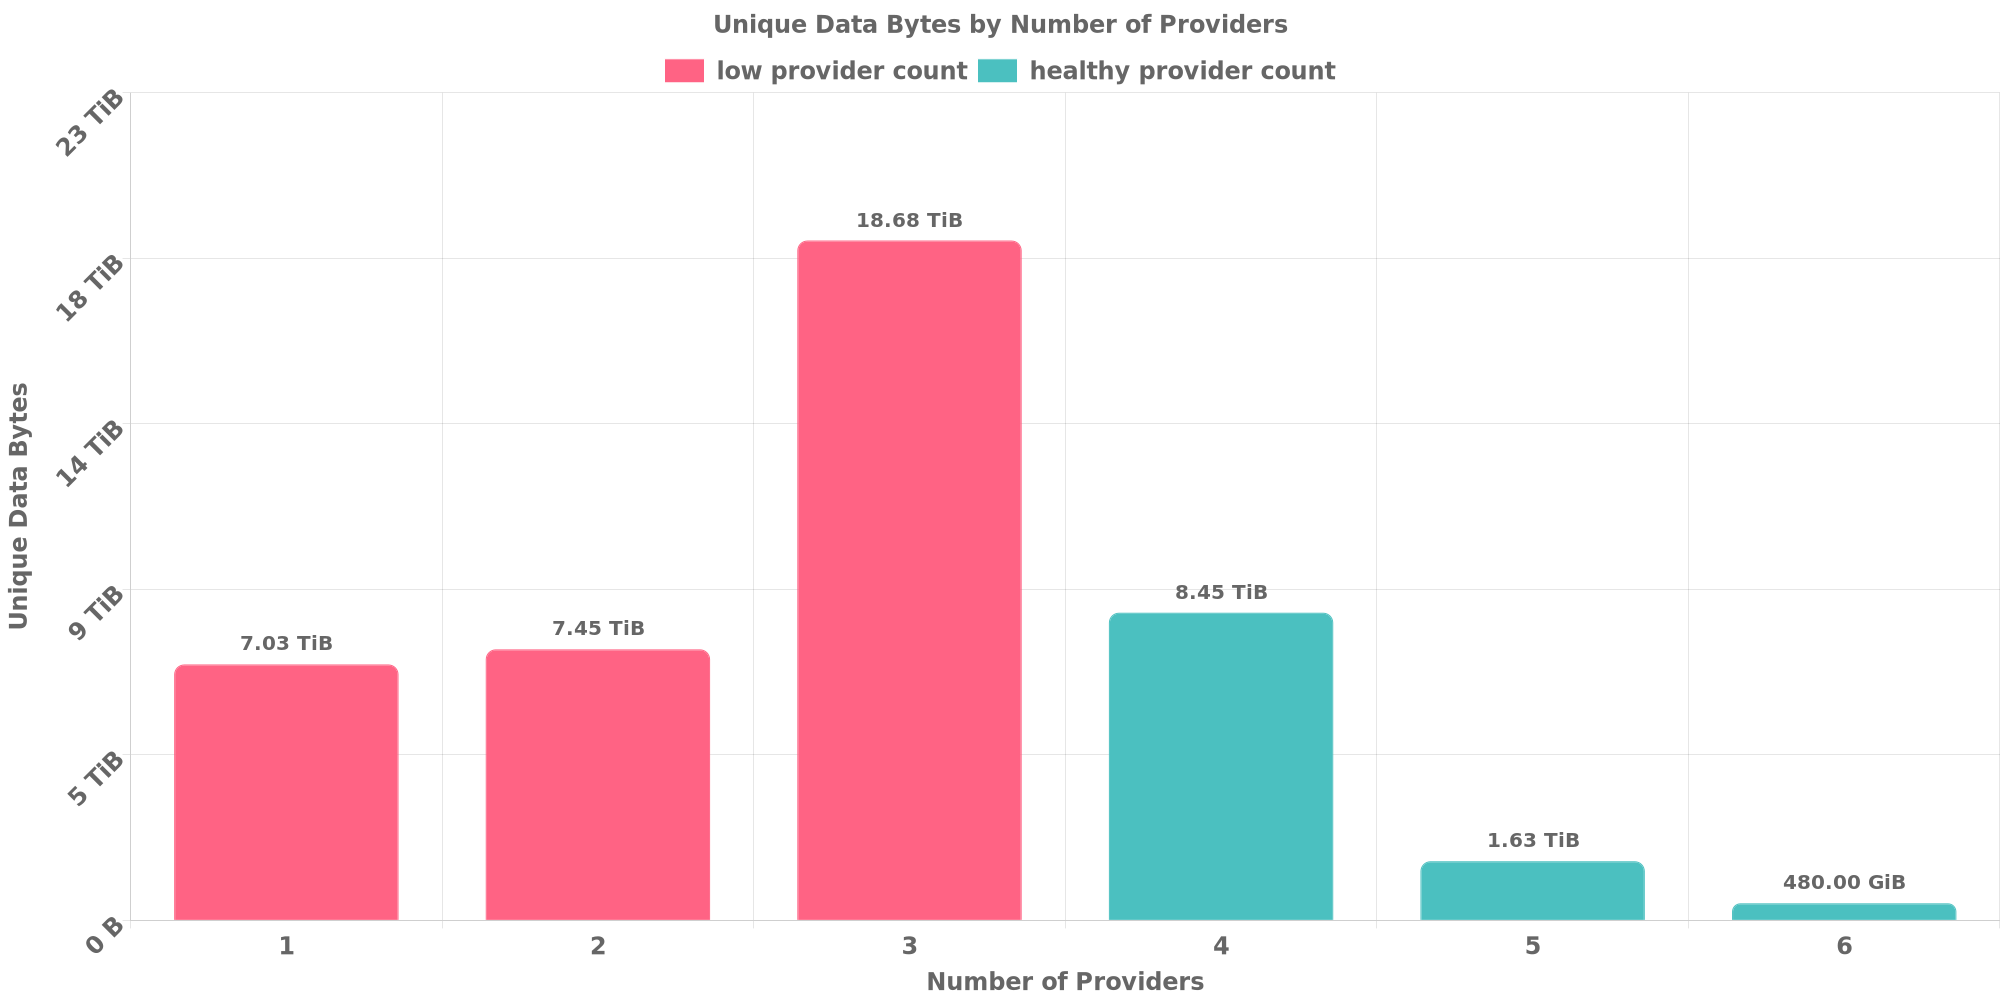 Unique Data Bytes by Number of Providers
low provider count healthy provider count
23 TiB
18 TiB
14 TiB
9 TiB
5 TiB
0 B
Unique Data Bytes
7.03 TiB
7.45 TiB
18.68 TiB
8.45 TiB
1.63 TiB
480.00 GiB
1 2 3 4 5 6
Number of Providers